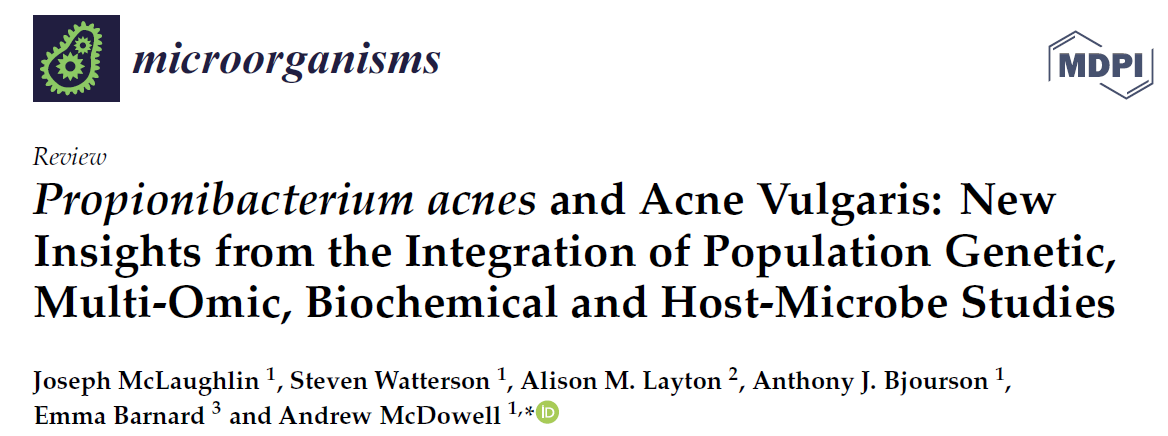 microorganisms
MDPI
Review
Propionibacterium acnes and Acne Vulgaris: New
Insights from the Integration of Population Genetic,
Multi-Omic, Biochemical and Host-Microbe Studies
Joseph McLaughlin 1, Steven Watterson 1, Alison M. Layton 2, Anthony J. Bjourson 1,
Emma Barnard 3 and Andrew McDowell 1,* iD